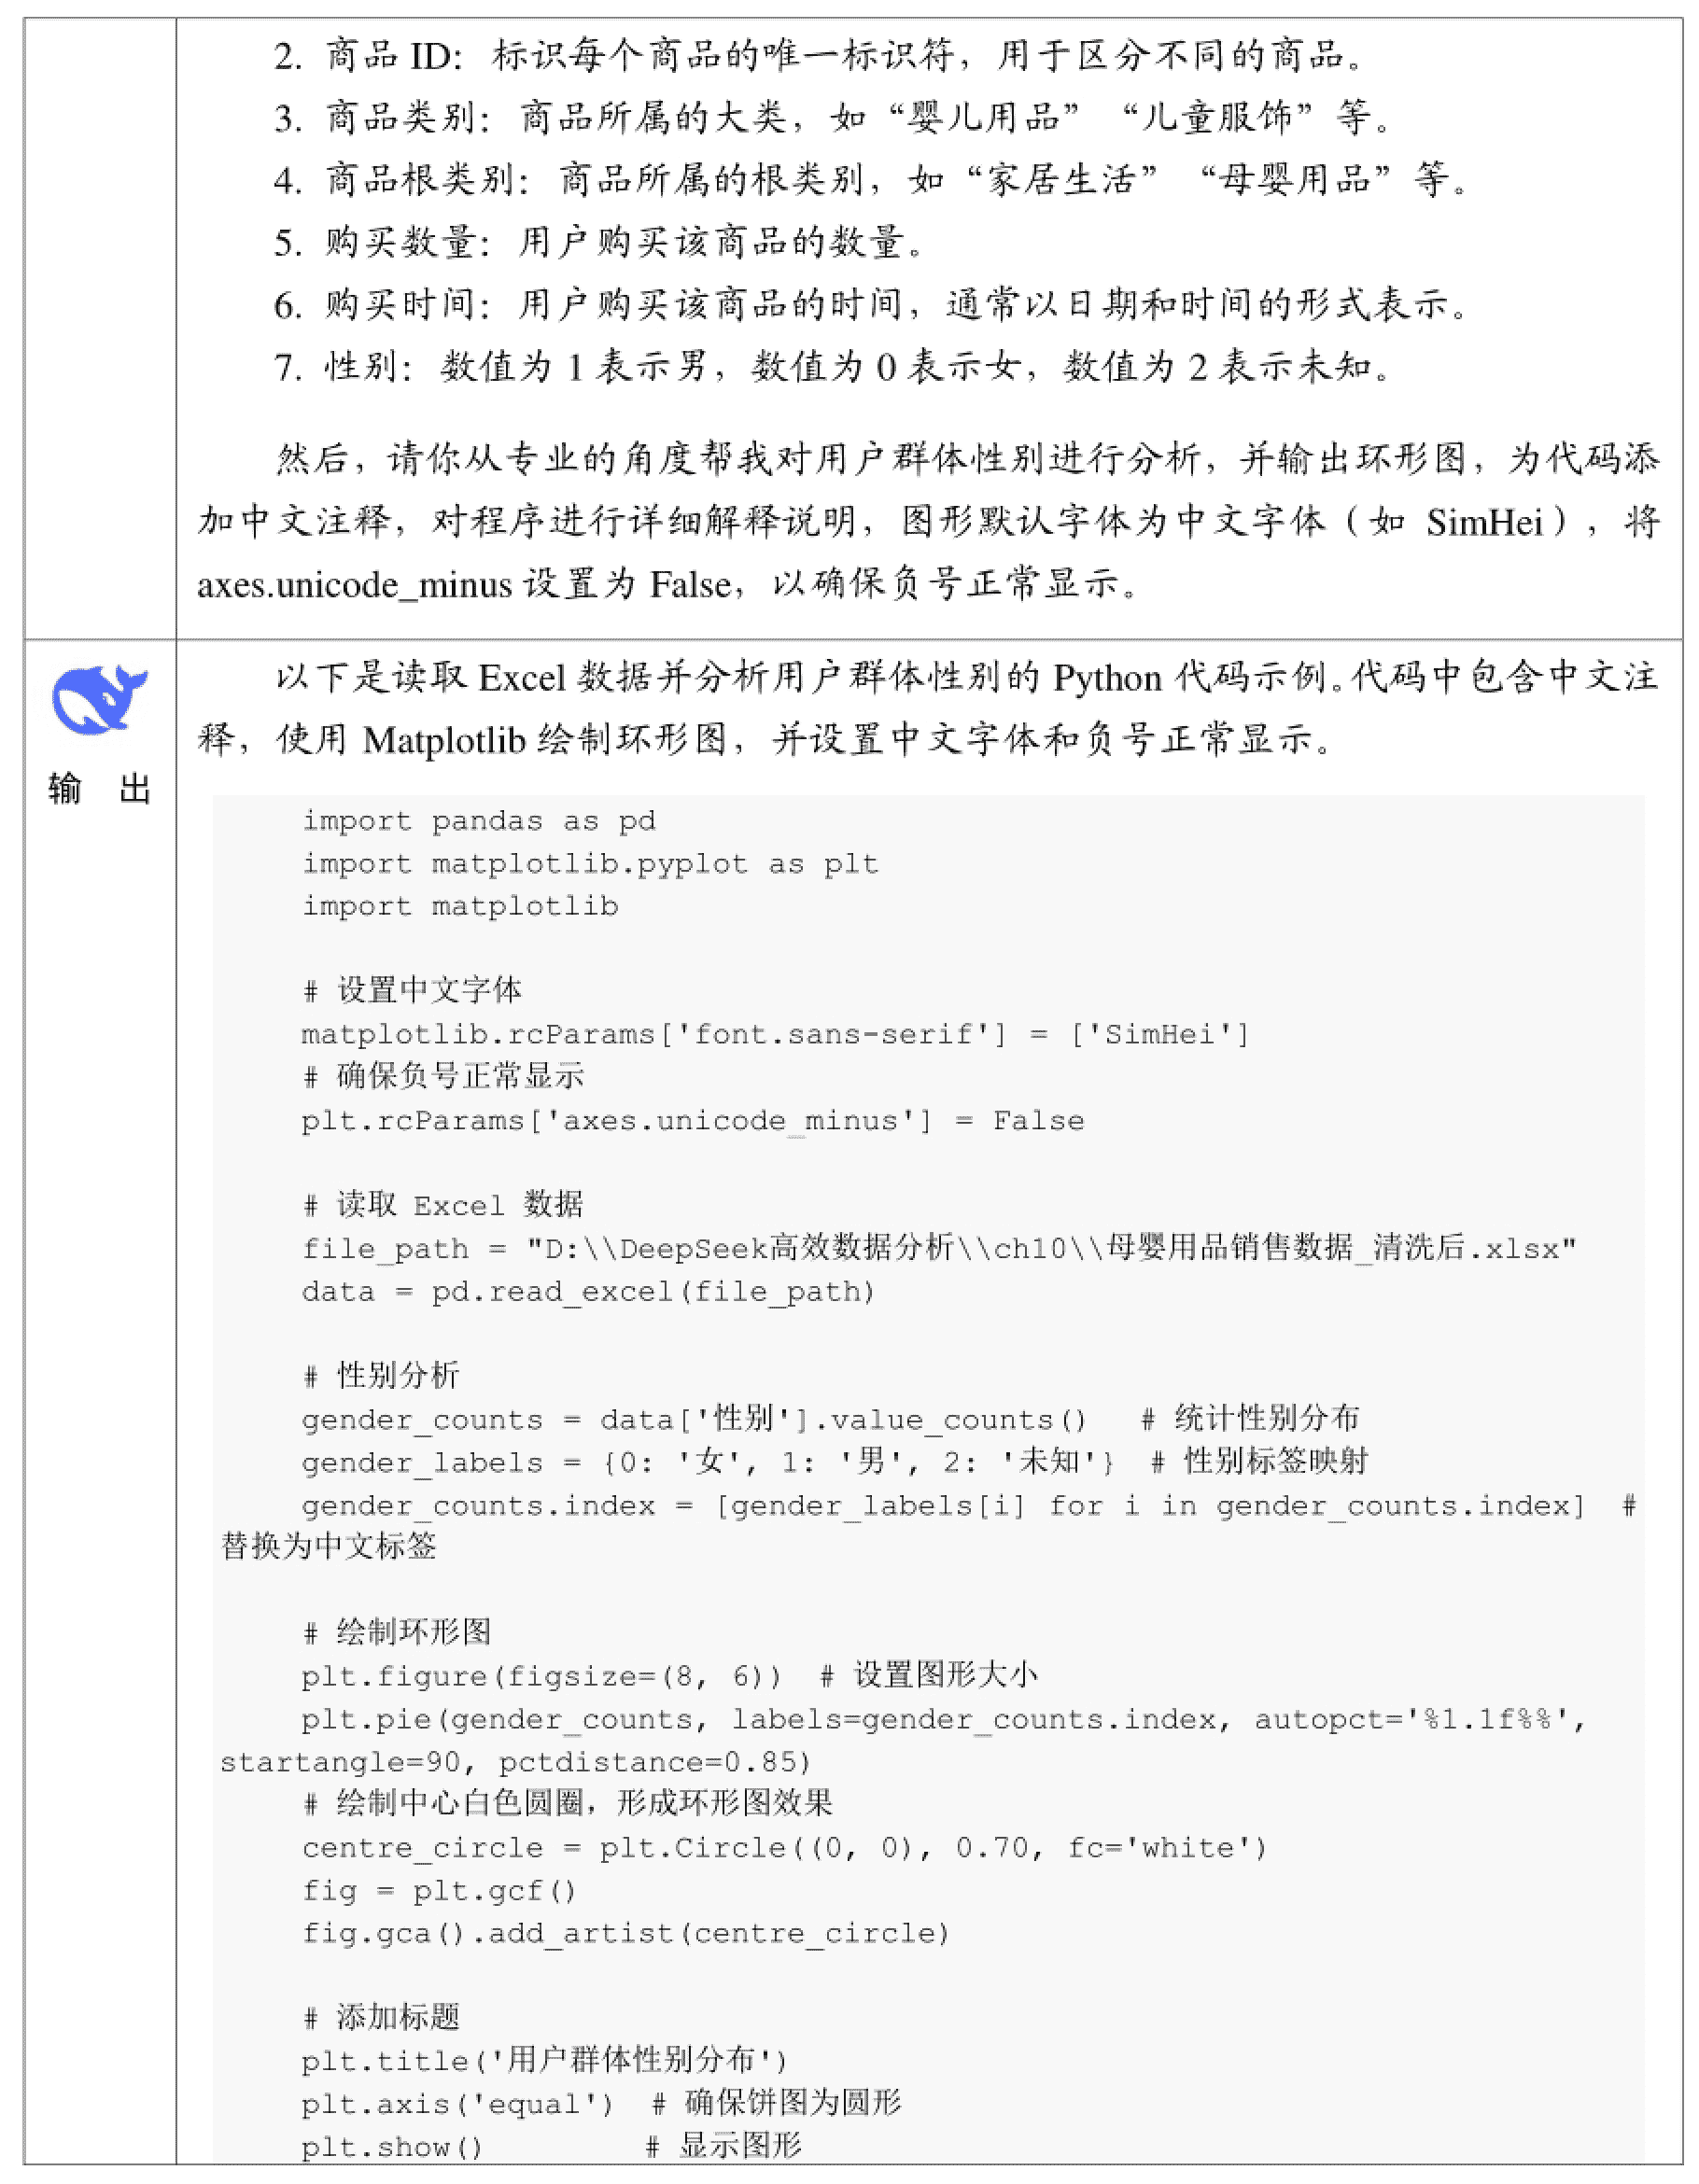 2. 商品 ID：标识每个商品的唯一标识符，用于区分不同的商品。
3. 商品类别：商品所属的大类，如“婴儿用品”“儿童服饰”等。
4. 商品根类别：商品所属的根类别，如“家居生活”“母婴用品”等。
5. 购买数量：用户购买该商品的数量。
6. 购买时间：用户购买该商品的时间，通常以日期和时间的形式表示。
7. 性别：数值为 1 表示男，数值为 0 表示女，数值为 2 表示未知。
然后，请你从专业的角度帮我对用户群体性别进行分析，并输出环形图，为代码添
加中文注释，对程序进行详细解释说明，图形默认字体为中文字体（如 SimHei），将
axes.unicode_minus 设置为 False，以确保负号正常显示。
输 出
以下是读取 Excel 数据并分析用户群体性别的 Python 代码示例。代码中包含中文注
释，使用 Matplotlib 绘制环形图，并设置中文字体和负号正常显示。
import pandas as pd
import matplotlib.pyplot as plt
import matplotlib
# 设置中文字体
matplotlib.rcParams['font.sans-serif'] = ['SimHei']
# 确保负号正常显示
plt.rcParams['axes.unicode_minus'] = False
# 读取 Excel 数据
file_path = "D:\\DeepSeek高效数据分析\\ch10\\母婴用品销售数据_清洗后.xlsx"
data = pd.read_excel(file_path)
# 性别分析
gender_counts = data['性别'].value_counts() # 统计性别分布
gender_labels = {0: '女', 1: '男', 2: '未知'} # 性别标签映射
gender_counts.index = [gender_labels[i] for i in gender_counts.index] #
替换为中文标签
# 绘制环形图
plt.figure(figsize=(8, 6)) # 设置图形大小
plt.pie(gender_counts, labels=gender_counts.index, autopct='%1.1f%%',
startangle=90, pctdistance=0.85)
# 绘制中心白色圆圈，形成环形图效果
centre_circle = plt.Circle((0, 0), 0.70, fc='white')
fig = plt.gcf()
fig.gca().add_artist(centre_circle)
# 添加标题
plt.title('用户群体性别分布')
plt.axis('equal') # 确保饼图为圆形
plt.show() # 显示图形